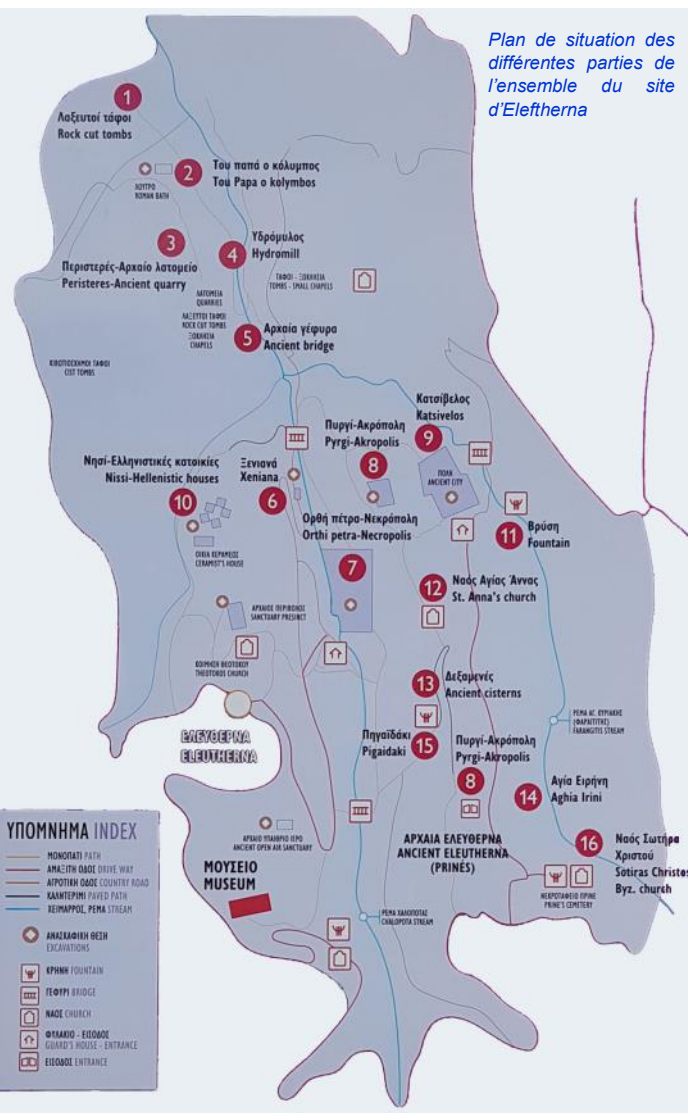 Plan de situation des
différentes parties de
l'ensemble du site
d'Eleftherna
1
Λαξευτοί τάφοι
Rock cut tombs
2
Του παπά ο κόλυμπος
Tou Papa o kolymbos
ΛΟΥΤΡΟ
ROMAN BATH
3
Περιστερές-Αρχαίο λατομείο
Peristeres-Ancient quarry
4
Υδρόμυλος
Hydromill
ΤΑΦΟΙ - ΞΩΚΛΗΣΙΑ
TOMBS - SMALL CHAPELS
ΛΑΤΟΜΕΙΑ
QUARRIES
ΛΑΞΕΥΤΟΙ ΤΑΦΟΙ
ROCK CUT TOMBS
ΞΩΚΛΗΣΙΑ
CHAPELS
5
Αρχαία γέφυρα
Ancient bridge
ΚΙΒΩΤΙΟΣΧΗΜΟΙ ΤΑΦΟΙ
CIST TOMBS
Κατσίβελος
Katsivelos
9
Πυργί-Ακρόπολη
Pyrgi-Akropolis
8
ΠΟΛΗ
ANCIENT CITY
Νησί-Ελληνιστικές κατοικίες
Nissi-Hellenistic houses
10
Ξενιανά
Xeniana
6
Ορθή πέτρα-Νεκρόπολη
Orthi petra-Necropolis
7
11
Βρύση
Fountain
ΟΙΚΙΑ ΚΕΡΑΜΕΩΣ
CERAMIST'S HOUSE
12
Ναός Αγίας Άννας
St. Anna's church
ΑΡΧΑΙΟΣ ΠΕΡΙΒΟΛΟΣ
SANCTUARY PRESINCT
ΚΟΙΜΗΣΗ ΘΕΟΤΟΚΟΥ
THEOTOKOS CHURCH
13
Δεξαμενές
Ancient cisterns
ΕΛΕΥΘΕΡΝΑ
ELEUTHERNA
Πηγαϊδάκι
Pigaidaki
15
Πυργί-Ακρόπολη
Pyrgi-Akropolis
8
ΡΕΜΑ ΑΓ. ΚΥΡΙΑΚΗΣ
(ΦΑΡΑΓΓΙΤΗΣ)
FARANGITIS STREAM
14
Αγία Ειρήνη
Aghia Irini
ΑΡΧΑΙΟ ΥΠΑΙΘΡΙΟ ΙΕΡΟ
ANCIENT OPEN AIR SANCTUARY
ΑΡΧΑΙΑ ΕΛΕΥΘΕΡΝΑ
ANCIENT ELEUTHERNA
(PRINÉS)
16
Ναός Σωτήρα
Χριστού
Sotiras Christos
Byz. church
ΜΟΥΣΕΙΟ
MUSEUM
ΝΕΚΡΟΤΑΦΕΙΟ ΠΡΙΝΕ
PRINE'S CEMETERY
ΡΕΜΑ ΧΑΛΟΠΟΤΑΣ
CHALOPOTA STREAM
ΥΠΟΜΝΗΜΑ INDEX
ΜΟΝΟΠΑΤΙ PATH
ΑΜΑΞΙΤΗ ΟΔΟΣ DRIVE WAY
ΑΓΡΟΤΙΚΗ ΟΔΟΣ COUNTRY ROAD
ΚΑΛΝΤΕΡΙΜΙ PAVED PATH
ΧΕΙΜΑΡΡΟΣ, ΡΕΜΑ STREAM
ΑΝΑΣΚΑΦΙΚΗ ΘΕΣΗ
EXCAVATIONS
ΚΡΗΝΗ FOUNTAIN
ΓΕΦΥΡΙ BRIDGE
ΝΑΟΣ CHURCH
ΦΥΛΑΚΙΟ - ΕΙΣΟΔΟΣ
GUARD'S HOUSE - ENTRANCE
ΕΙΣΟΔΟΣ ENTRANCE